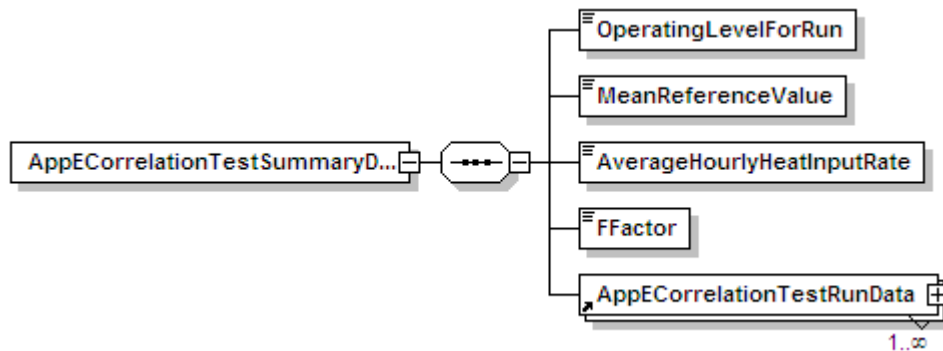 OperatingLevelForRun
MeanReferenceValue
AppECorrelationTestSummaryD...
AverageHourlyHeatInputRate
FFactor
AppECorrelationTestRunData
1..∞